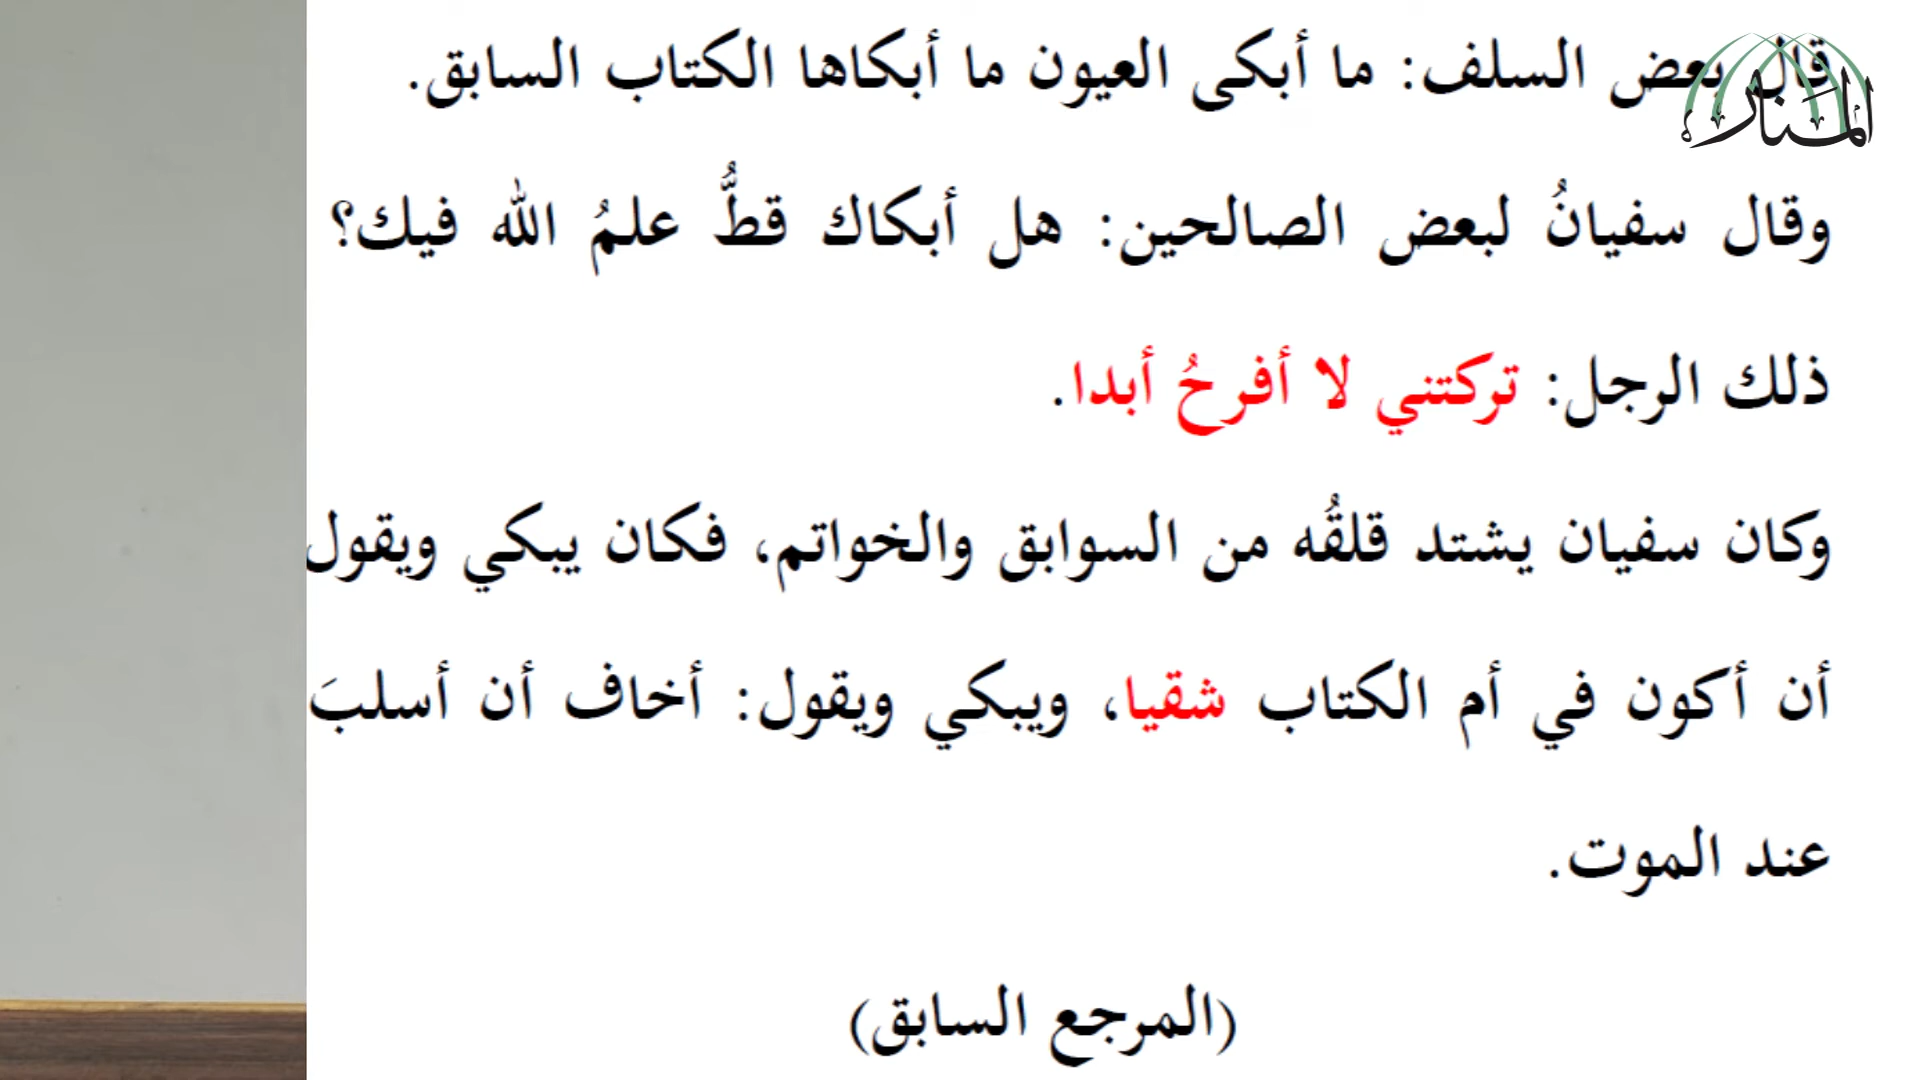 قال بعض السلف: ما أبكى العيون ما أبكاها الكتاب السابق.
المنار
وقال سفيانُ لبعض الصالحين: هل أبكاك قطُّ علمُ الله فيك؟
ذلك الرجل: تركتني لا أفرحُ أبدا.
وكان سفيان يشتد قلقُه من السوابق والخواتم، فكان يبكي ويقول
أن أكون في أم الكتاب شقيا، ويبكي ويقول: أخاف أن أسلبَ
عند الموت.
(المرجع السابق)